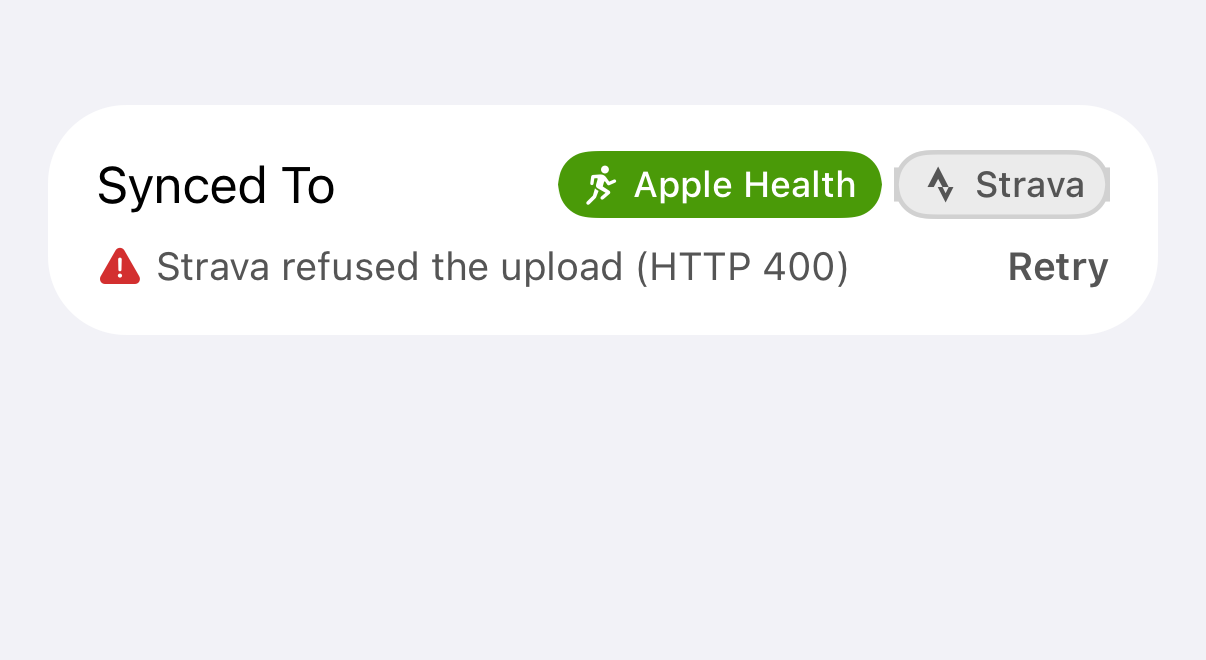 Synced To Apple Health Strava
Strava refused the upload (HTTP 400) Retry